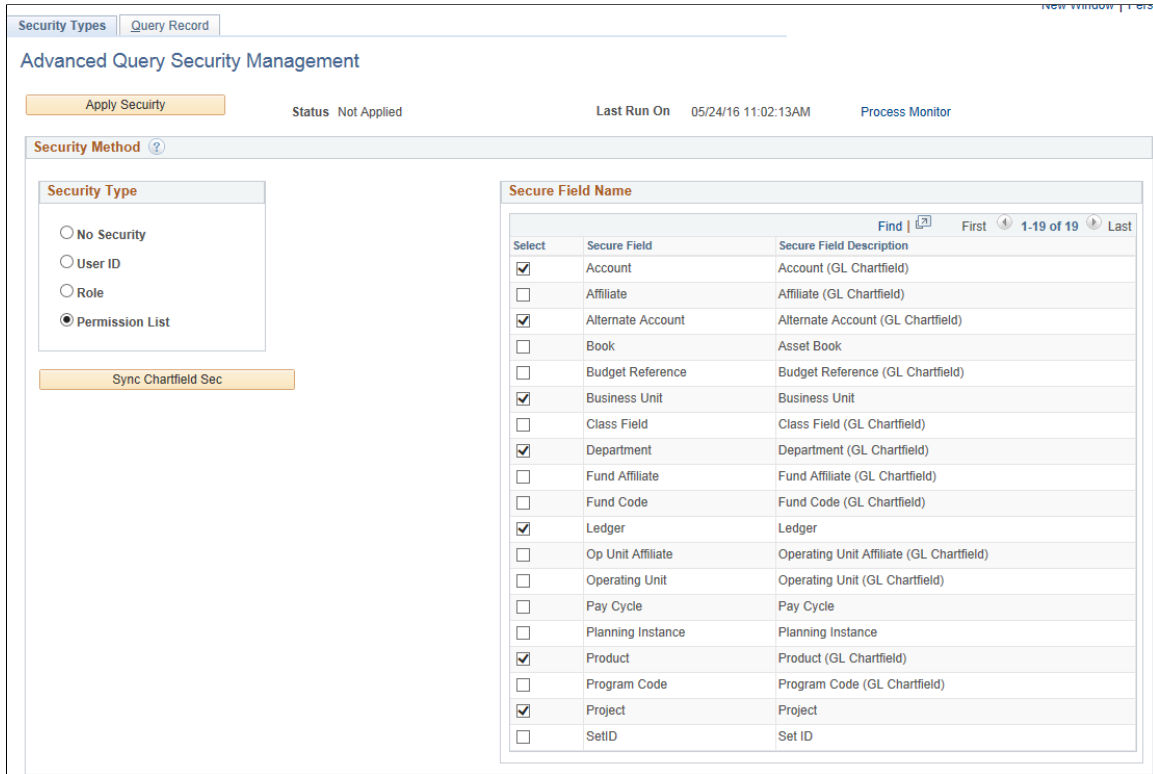 New Window | Pers
Security Types Query Record
Advanced Query Security Management
Apply Secuirty Status Not Applied Last Run On 05/24/16 11:02:13AM Process Monitor
Security Method ?
Security Type
No Security
User ID
Role
Permission List
Sync Chartfield Sec
Secure Field Name
Find | First 1-19 of 19 Last
Select Secure Field Secure Field Description
Account Account (GL Chartfield)
Affiliate Affiliate (GL Chartfield)
Alternate Account Alternate Account (GL Chartfield)
Book Asset Book
Budget Reference Budget Reference (GL Chartfield)
Business Unit Business Unit
Class Field Class Field (GL Chartfield)
Department Department (GL Chartfield)
Fund Affiliate Fund Affiliate (GL Chartfield)
Fund Code Fund Code (GL Chartfield)
Ledger Ledger
Op Unit Affiliate Operating Unit Affiliate (GL Chartfield)
Operating Unit Operating Unit (GL Chartfield)
Pay Cycle Pay Cycle
Planning Instance Planning Instance
Product Product (GL Chartfield)
Program Code Program Code (GL Chartfield)
Project Project
SetID Set ID